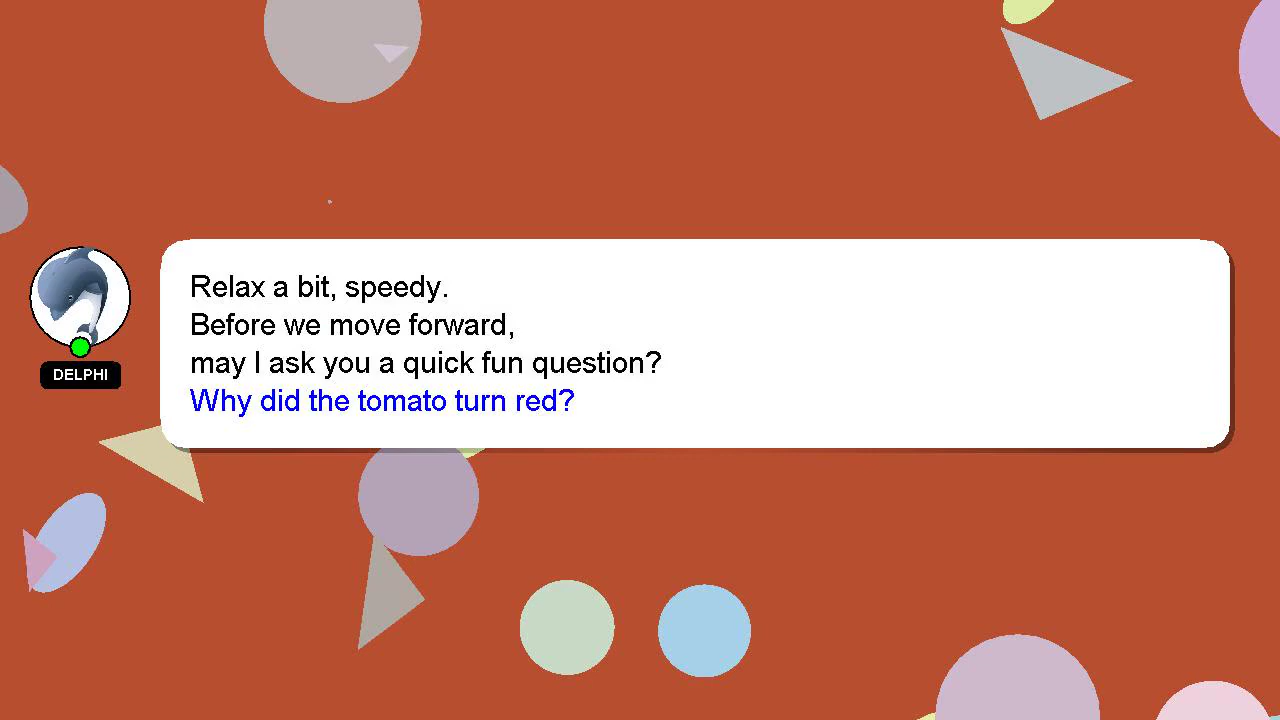 Relax a bit, speedy.
Before we move forward,
may I ask you a quick fun question?
Why did the tomato turn red?
DELPHI